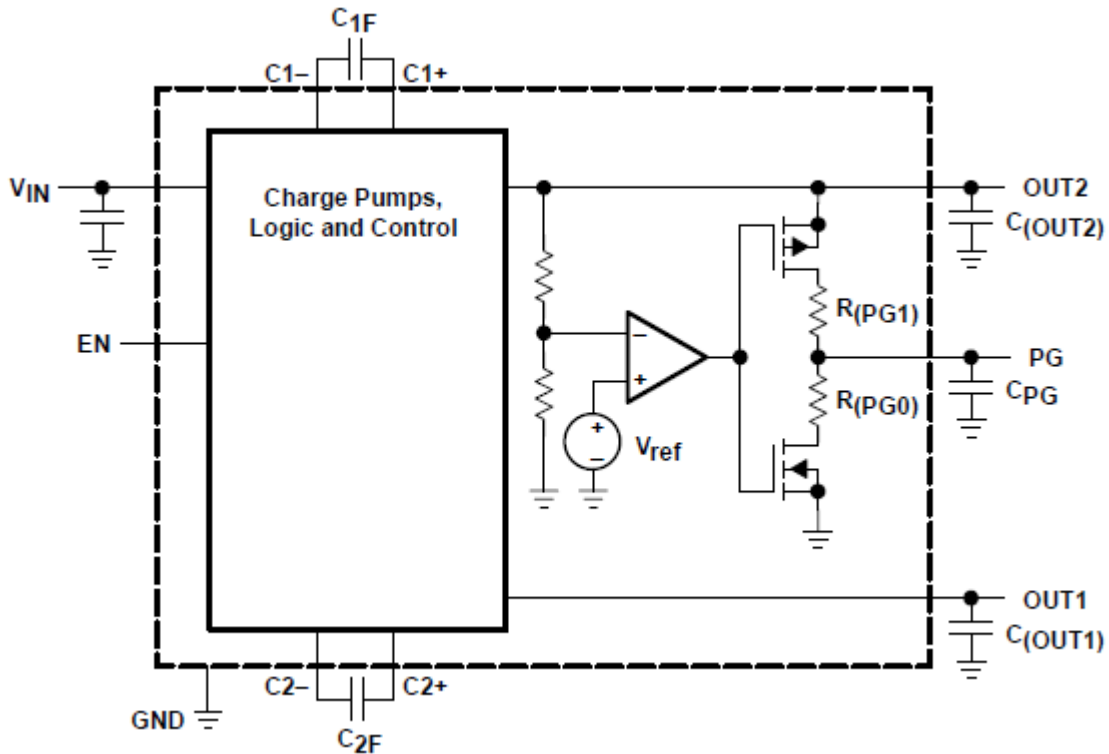 C1F
C1– C1+
VIN
Charge Pumps,
Logic and Control
OUT2
C(OUT2)
R(PG1)
EN
–
+
PG
CPG
R(PG0)
+
–
Vref
OUT1
C(OUT1)
C2– C2+
GND
C2F